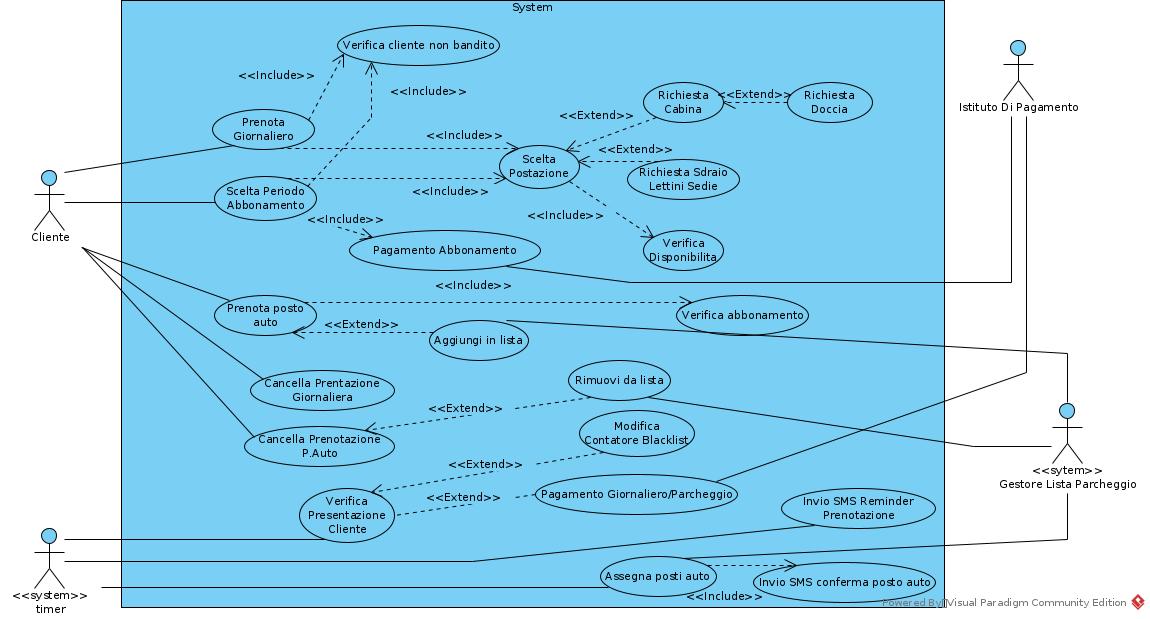 System
Verifica cliente non bandito
<<Include>>
<<Include>>
Istituto Di Pagamento
Richiesta
Cabina
<<Extend>>
Richiesta
Doccia
Prenota
Giornaliero
<<Extend>>
<<Include>>
<<Extend>>
Scelta
Postazione
Richiesta Sdraio
Lettini Sedie
Scelta Periodo
Abbonamento
<<Include>>
<<Include>>
<<Include>>
Cliente
Pagamento Abbonamento
Verifica
Disponibilita
<<Include>>
Prenota posto
auto
<<Extend>>
Verifica abbonamento
Aggiungi in lista
Cancella Prentazione
Giornaliera
Rimuovi da lista
<<Extend>>
Modifica
Contatore Blacklist
Cancella Prenotazione
P.Auto
<<Extend>>
<<sytem>>
Gestore Lista Parcheggio
<<Extend>>
Pagamento Giornaliero/Parcheggio
Verifica
Presentazione
Cliente
Invio SMS Reminder
Prenotazione
Assegna posti auto
Invio SMS conferma posto auto
<<Include>>
<<system>>
timer
Powered By Visual Paradigm Community Edition